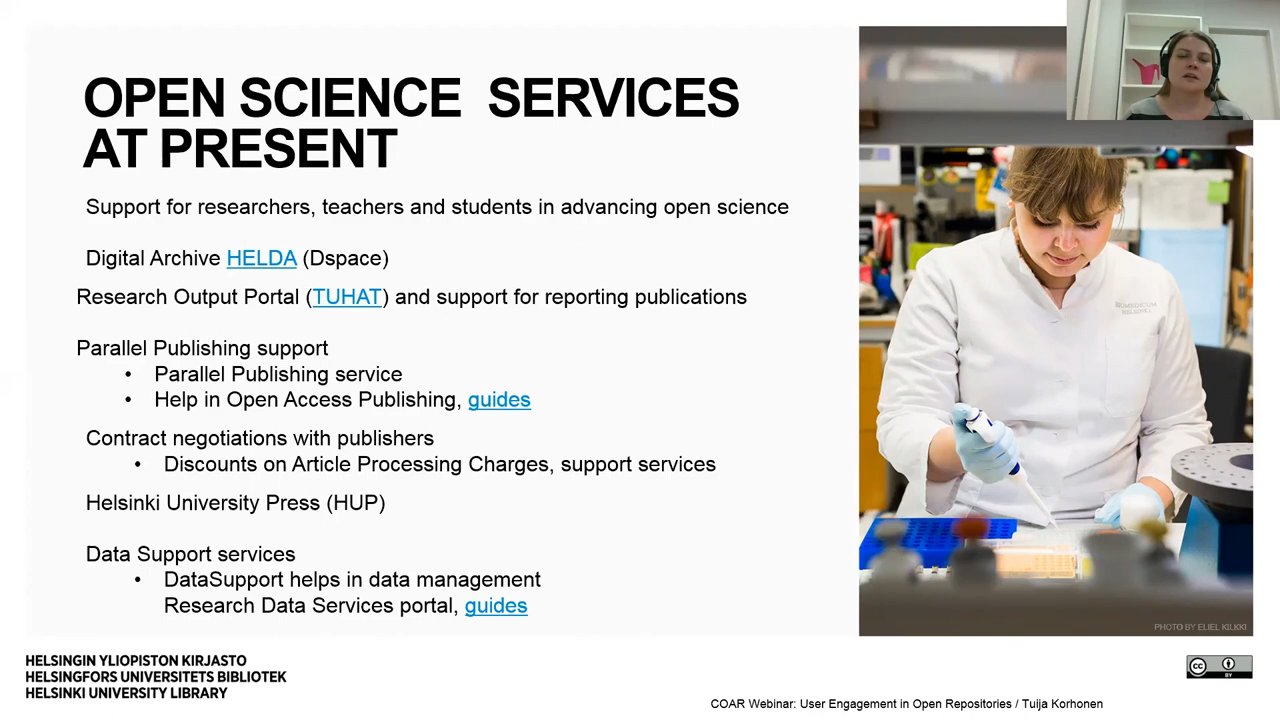 OPEN SCIENCE SERVICES
AT PRESENT
Support for researchers, teachers and students in advancing open science
Digital Archive HELDA (Dspace)
Research Output Portal (TUHAT) and support for reporting publications
Parallel Publishing support
• Parallel Publishing service
• Help in Open Access Publishing, guides
Contract negotiations with publishers
• Discounts on Article Processing Charges, support services
Helsinki University Press (HUP)
Data Support services
• DataSupport helps in data management
Research Data Services portal, guides
BIOMEDICUM
HELSINKI
PHOTO BY ELIEL KILKKI
HELSINGIN YLIOPISTON KIRJASTO
HELSINGFORS UNIVERSITETS BIBLIOTEK
HELSINKI UNIVERSITY LIBRARY
cc
BY
COAR Webinar: User Engagement in Open Repositories / Tuija Korhonen